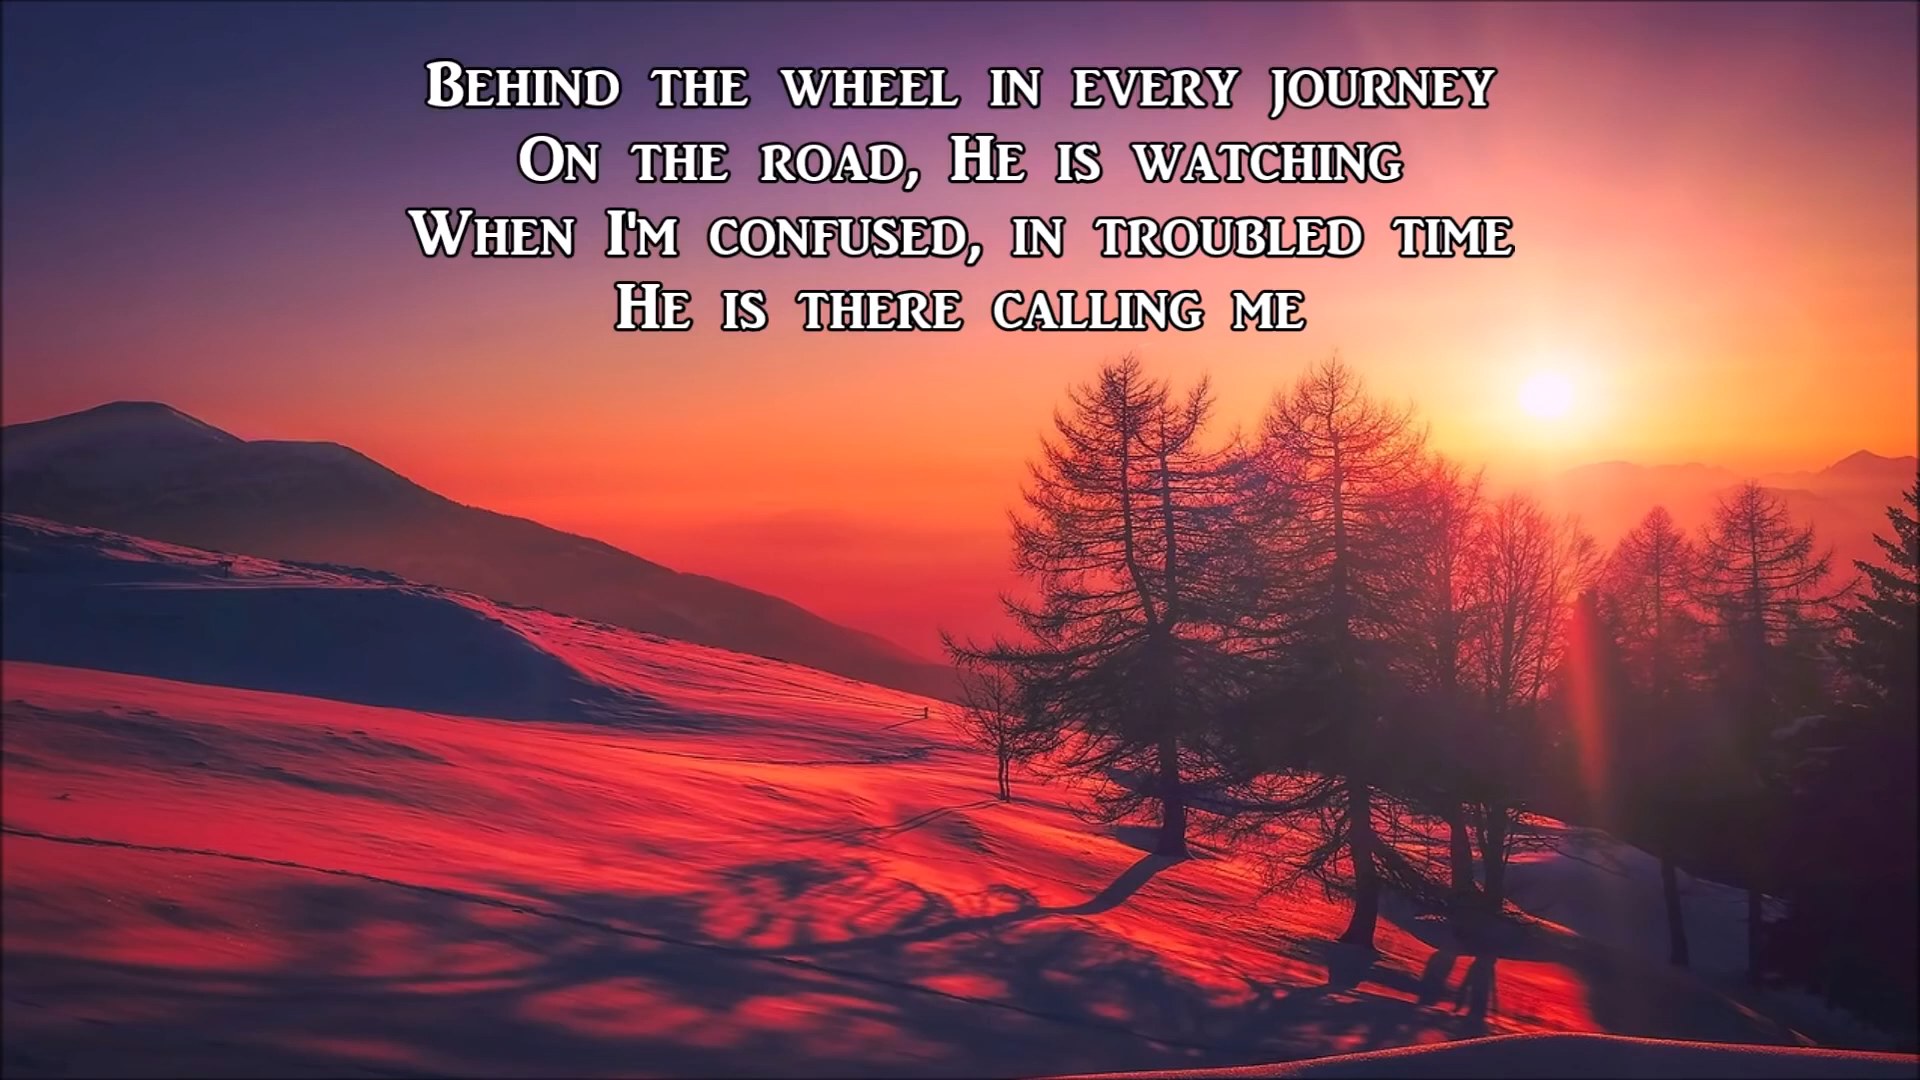 Behind the wheel in every journey
On the road, He is watching
When I'm confused, in troubled time
He is there calling me